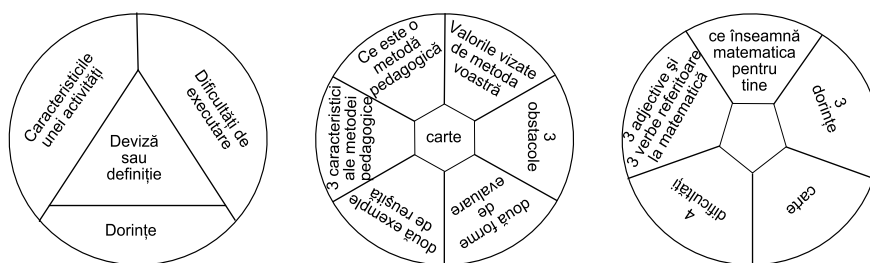 Caracteristicile
unei activități
Dificultăți de
executare
Deviză
sau
definiție
Dorințe
Ce este o
metodă
pedagogică
Valorile vizate
de metoda
voastră
3
obstacole
două forme
de
evaluare
două exemple
de reușită
3 caracteristici
ale metodei
pedagogice
carte
ce înseamnă
matematica
pentru
tine
3
dorințe
carte
4
dificultăți
3 adjective și
3 verbe referitoare
la matematică